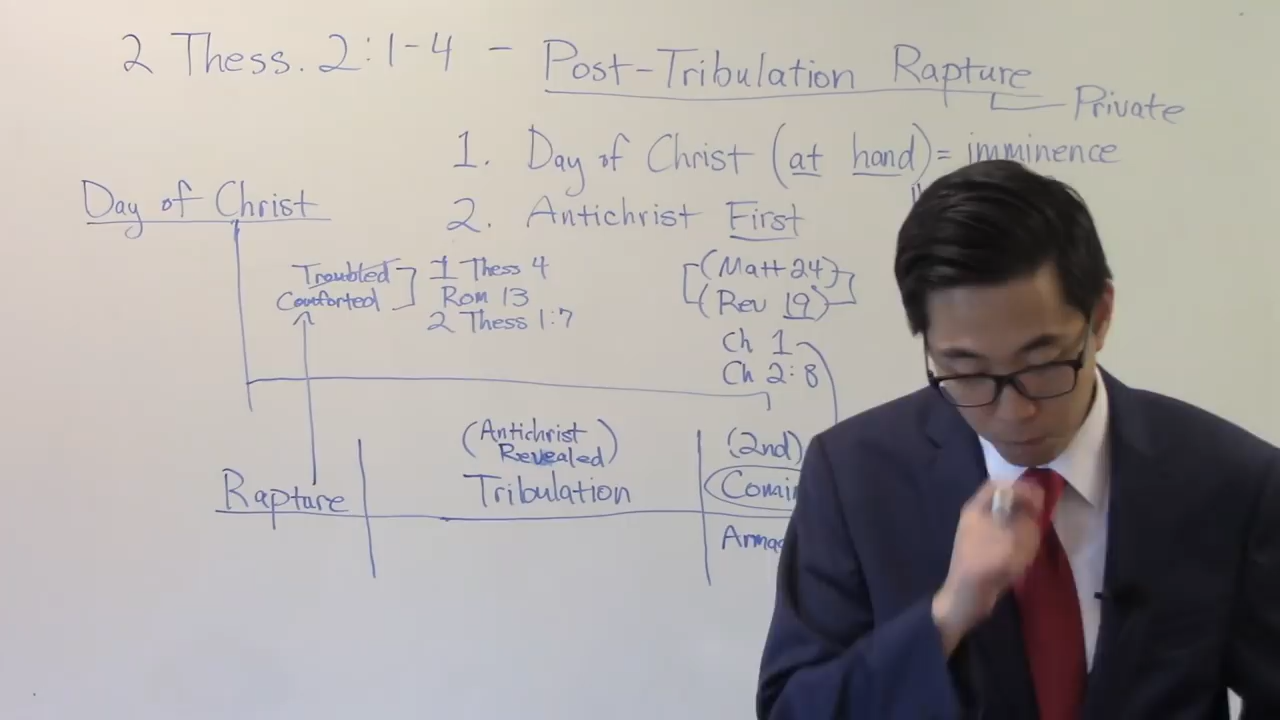 2 Thess. 2:1-4 - Post-Tribulation Rapture
Private
1. Day of Christ (at hand) = imminence
Day of Christ
2. Antichrist First
Troubled
Comforted
1 Thess 4
Rom 13
2 Thess 1:7
(Matt 24)
(Rev 19)
Ch 1
Ch 2:8
(Antichrist
Revealed)
(2nd)
Rapture
Tribulation
Comin
Arma